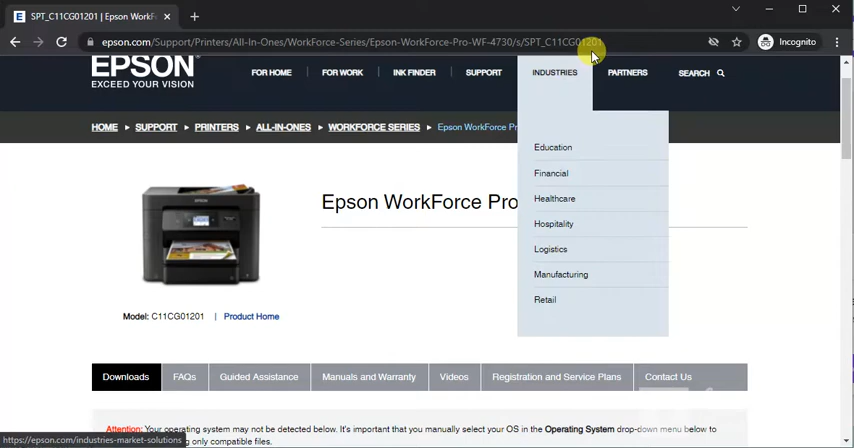 SPT_C11CG01201 | Epson WorkF
epson.com/Support/Printers/All-In-Ones/WorkForce-Series/Epson-WorkForce-Pro-WF-4730/s/SPT_C11CG01201
Incognito
EPSON®
EXCEED YOUR VISION
FOR HOME | FOR WORK | INK FINDER | SUPPORT INDUSTRIES PARTNERS SEARCH
HOME ▸ SUPPORT ▸ PRINTERS ▸ ALL-IN-ONES ▸ WORKFORCE SERIES ▸ Epson WorkForce Pr
Education
Financial
Healthcare
Hospitality
Logistics
Manufacturing
Retail
Epson WorkForce Pro
EPSON
Model: C11CG01201 | Product Home
Downloads FAQs Guided Assistance Manuals and Warranty Videos Registration and Service Plans Contact Us
Attention: Your operating system may not be detected below. It's important that you manually select your OS in the Operating System drop-down menu below to
ing only compatible files.
https://epson.com/industries-market-solutions